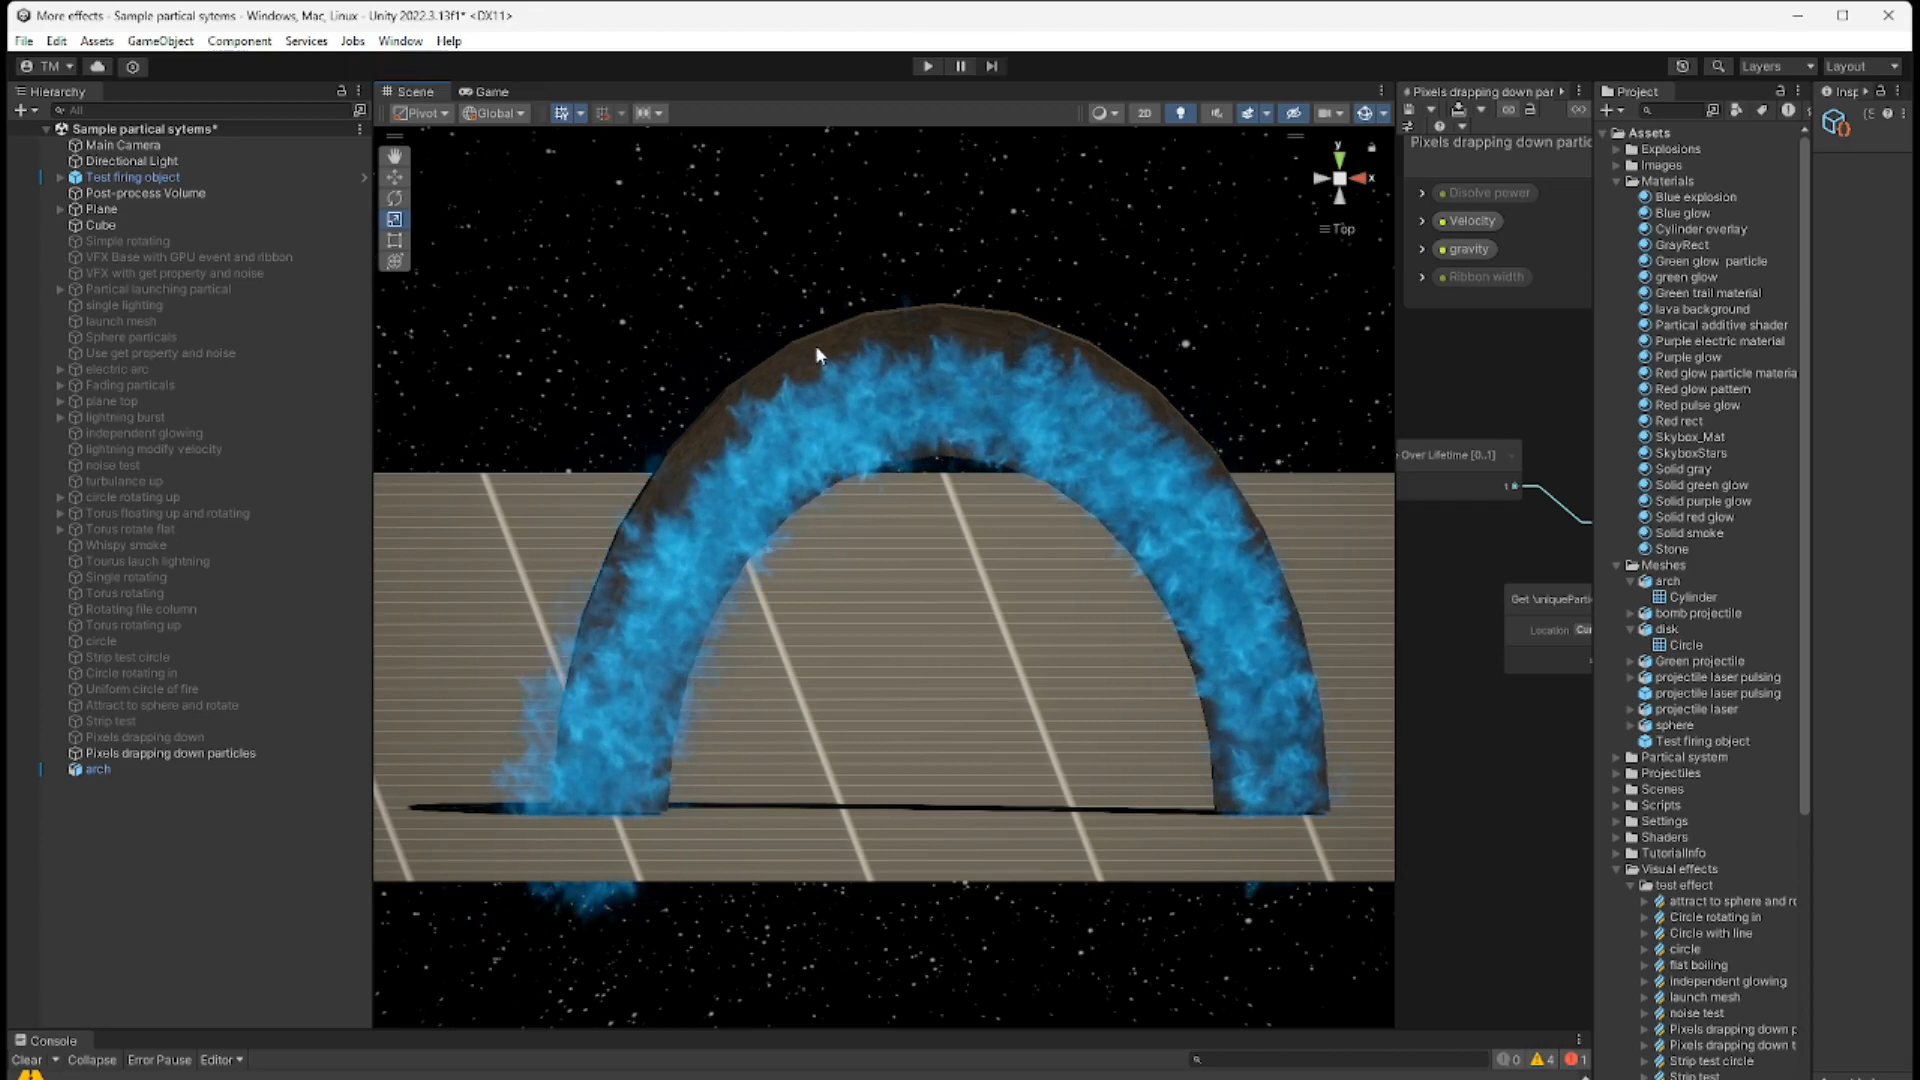 More effects - Sample partical sytems - Windows, Mac, Linux - Unity 2022.3.13f1* <DX11>
File Edit Assets GameObject Component Services Jobs Window Help
TM Layers Layout
Hierarchy
All
Sample partical sytems*
Main Camera
Directional Light
Test firing object
Post-process Volume
Plane
Cube
Simple rotating
VFX Base with GPU event and ribbon
VFX with get property and noise
Partical launching partical
single lighting
launch mesh
Sphere particals
Use get property and noise
electric arc
Fading particals
plane top
lightning burst
independent glowing
lightning modify velocity
noise test
turbulance up
circle rotating up
Torus floating up and rotating
Torus rotate flat
Whispy smoke
Tourus lauch lightning
Single rotating
Torus rotating
Rotating file column
Torus rotating up
circle
Strip test circle
Circle rotating in
Uniform circle of fire
Attract to sphere and rotate
Strip test
Pixels drapping down
Pixels drapping down particles
arch
Scene Game
Pivot Global 2D
y
x
Top
Pixels drapping down par
Pixels drapping down partic
Disolve power
Velocity
gravity
Ribbon width
Over Lifetime [0..1]
t
Get 'uniqueParti
Location Cur
Project
Assets
Explosions
Images
Materials
Blue explosion
Blue glow
Cylinder overlay
GrayRect
Green glow particle
green glow
Green trail material
lava background
Partical additive shader
Purple electric material
Purple glow
Red glow particle materia
Red glow pattern
Red pulse glow
Red rect
Skybox_Mat
SkyboxStars
Solid gray
Solid green glow
Solid purple glow
Solid red glow
Solid smoke
Stone
Meshes
arch
Cylinder
bomb projectile
disk
Circle
Green projectile
projectile laser pulsing
projectile laser pulsing
projectile laser
sphere
Test firing object
Partical system
Projectiles
Scenes
Scripts
Settings
Shaders
TutorialInfo
Visual effects
test effect
attract to sphere and ro
Circle rotating in
Circle with line
circle
flat boiling
independent glowing
launch mesh
noise test
Pixels drapping down p
Pixels drapping down t
Strip test circle
Strip test
Insp
Console
Clear Collapse Error Pause Editor
0 4 1